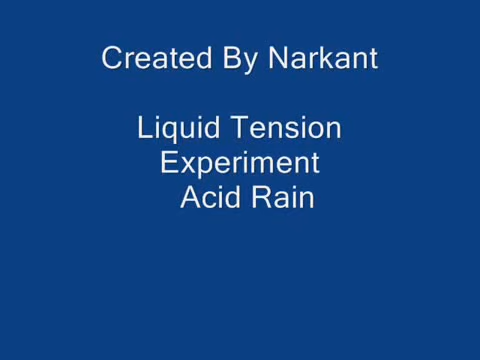 Created By Narkant
Liquid Tension
Experiment
Acid Rain